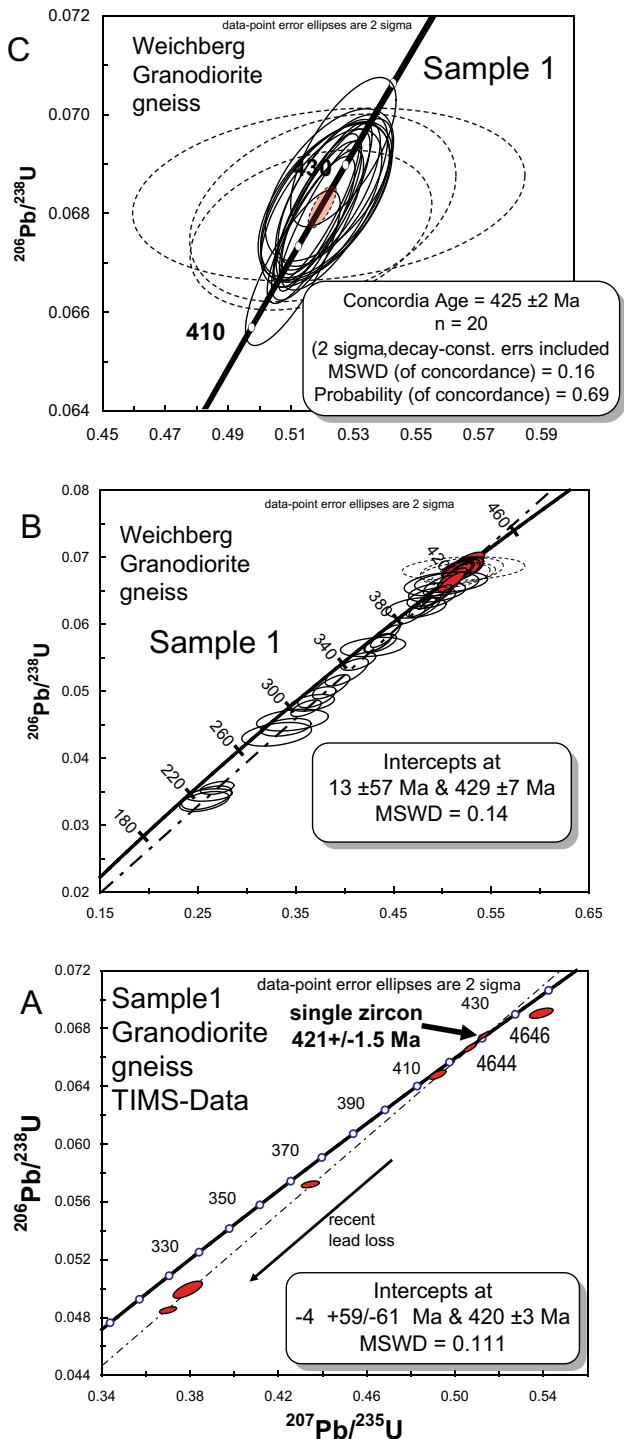 C
data-point error ellipses are 2 sigma
Weichberg
Granodiorite
gneiss
Sample 1
0.072
0.070
0.068
0.066
0.064
206Pb/238U
430
410
Concordia Age = 425 ±2 Ma
n = 20
(2 sigma,decay-const. errs included
MSWD (of concordance) = 0.16
Probability (of concordance) = 0.69
0.45 0.47 0.49 0.51 0.53 0.55 0.57 0.59
B
data-point error ellipses are 2 sigma
Weichberg
Granodiorite
gneiss
Sample 1
0.08
0.07
0.06
0.05
0.04
0.03
0.02
206Pb/238U
460
420
380
340
300
260
220
180
Intercepts at
13 ±57 Ma & 429 ±7 Ma
MSWD = 0.14
0.15 0.25 0.35 0.45 0.55 0.65
A
data-point error ellipses are 2 sigma
Sample1
Granodiorite
gneiss
TIMS-Data
single zircon
421+/-1.5 Ma
0.072
0.068
0.064
0.060
0.056
0.052
0.048
0.044
206Pb/238U
430
4646
4644
410
390
370
350
330
recent
lead loss
Intercepts at
-4 +59/-61 Ma & 420 ±3 Ma
MSWD = 0.111
0.34 0.38 0.42 0.46 0.50 0.54
207Pb/235U